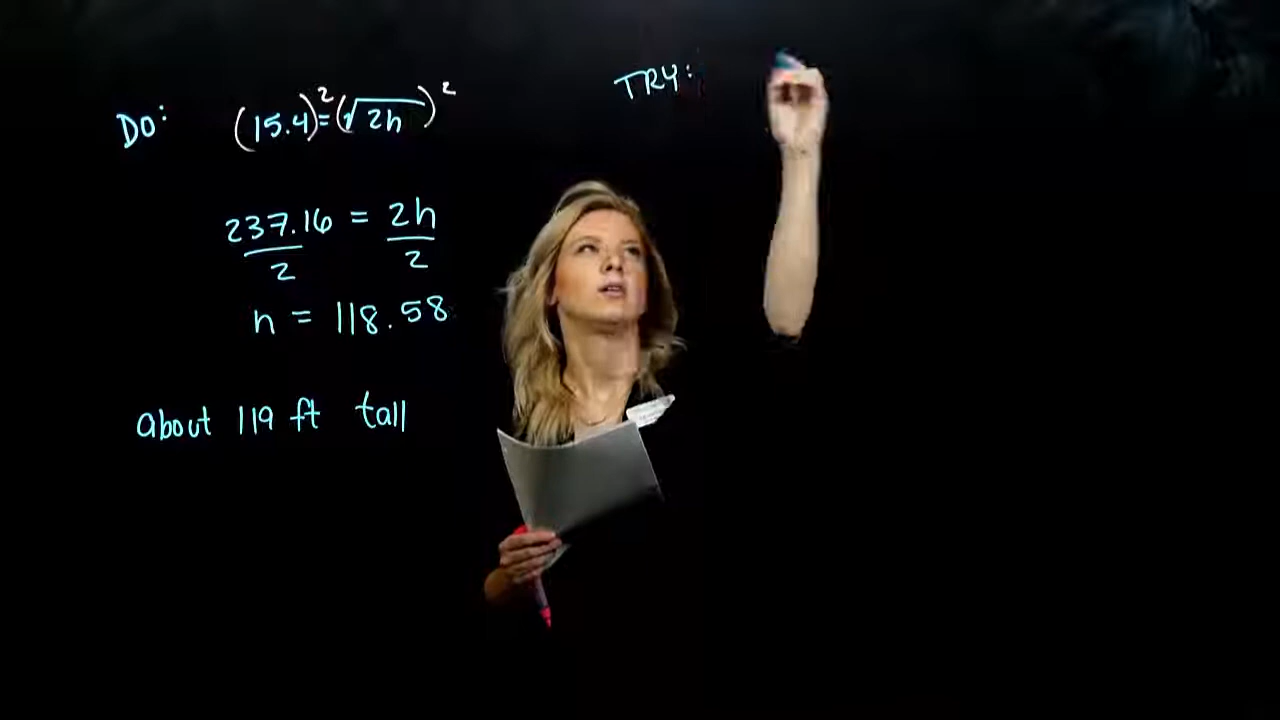 DO: (15.4)² = (√2h)²
237.16/2 = 2h/2
h = 118.58
about 119 ft tall
TRY: